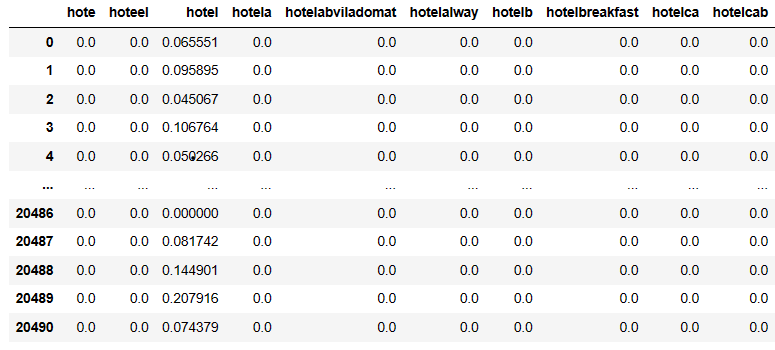 hote hoteel hotel hotela hotelabviladomat hotelalway hotelb hotelbreakfast hotelca hotelcab
0 0.0 0.0 0.065551 0.0 0.0 0.0 0.0 0.0 0.0 0.0
1 0.0 0.0 0.095895 0.0 0.0 0.0 0.0 0.0 0.0 0.0
2 0.0 0.0 0.045067 0.0 0.0 0.0 0.0 0.0 0.0 0.0
3 0.0 0.0 0.106764 0.0 0.0 0.0 0.0 0.0 0.0 0.0
4 0.0 0.0 0.050266 0.0 0.0 0.0 0.0 0.0 0.0 0.0
... ... ... ... ... ... ... ... ... ... ...
20486 0.0 0.0 0.000000 0.0 0.0 0.0 0.0 0.0 0.0 0.0
20487 0.0 0.0 0.081742 0.0 0.0 0.0 0.0 0.0 0.0 0.0
20488 0.0 0.0 0.144901 0.0 0.0 0.0 0.0 0.0 0.0 0.0
20489 0.0 0.0 0.207916 0.0 0.0 0.0 0.0 0.0 0.0 0.0
20490 0.0 0.0 0.074379 0.0 0.0 0.0 0.0 0.0 0.0 0.0